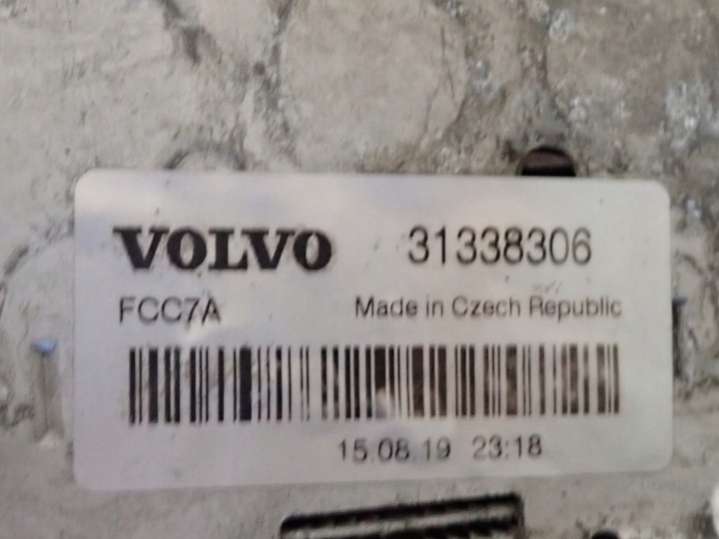 VOLVO 31338306
FCC7A Made in Czech Republic
15.08.19 23:18